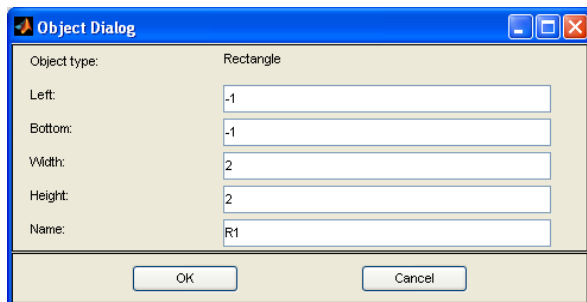 Object Dialog
Object type: Rectangle
Left: -1
Bottom: -1
Width: 2
Height: 2
Name: R1
OK Cancel